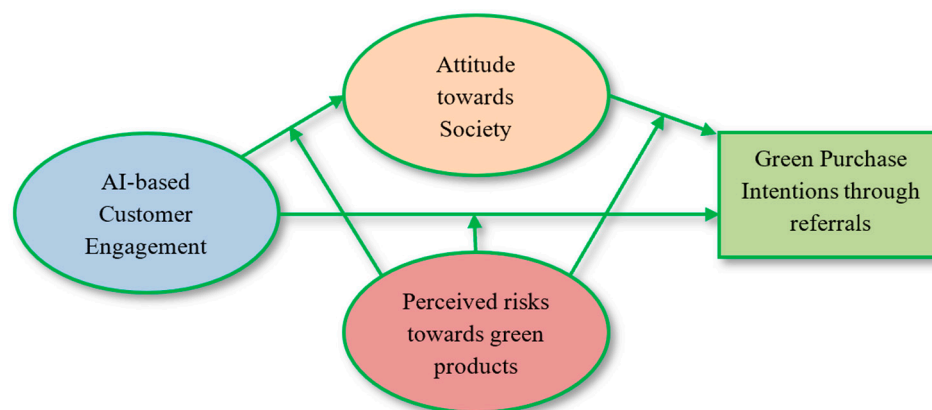 Attitude
towards
Society
AI-based
Customer
Engagement
Green Purchase
Intentions through
referrals
Perceived risks
towards green
products